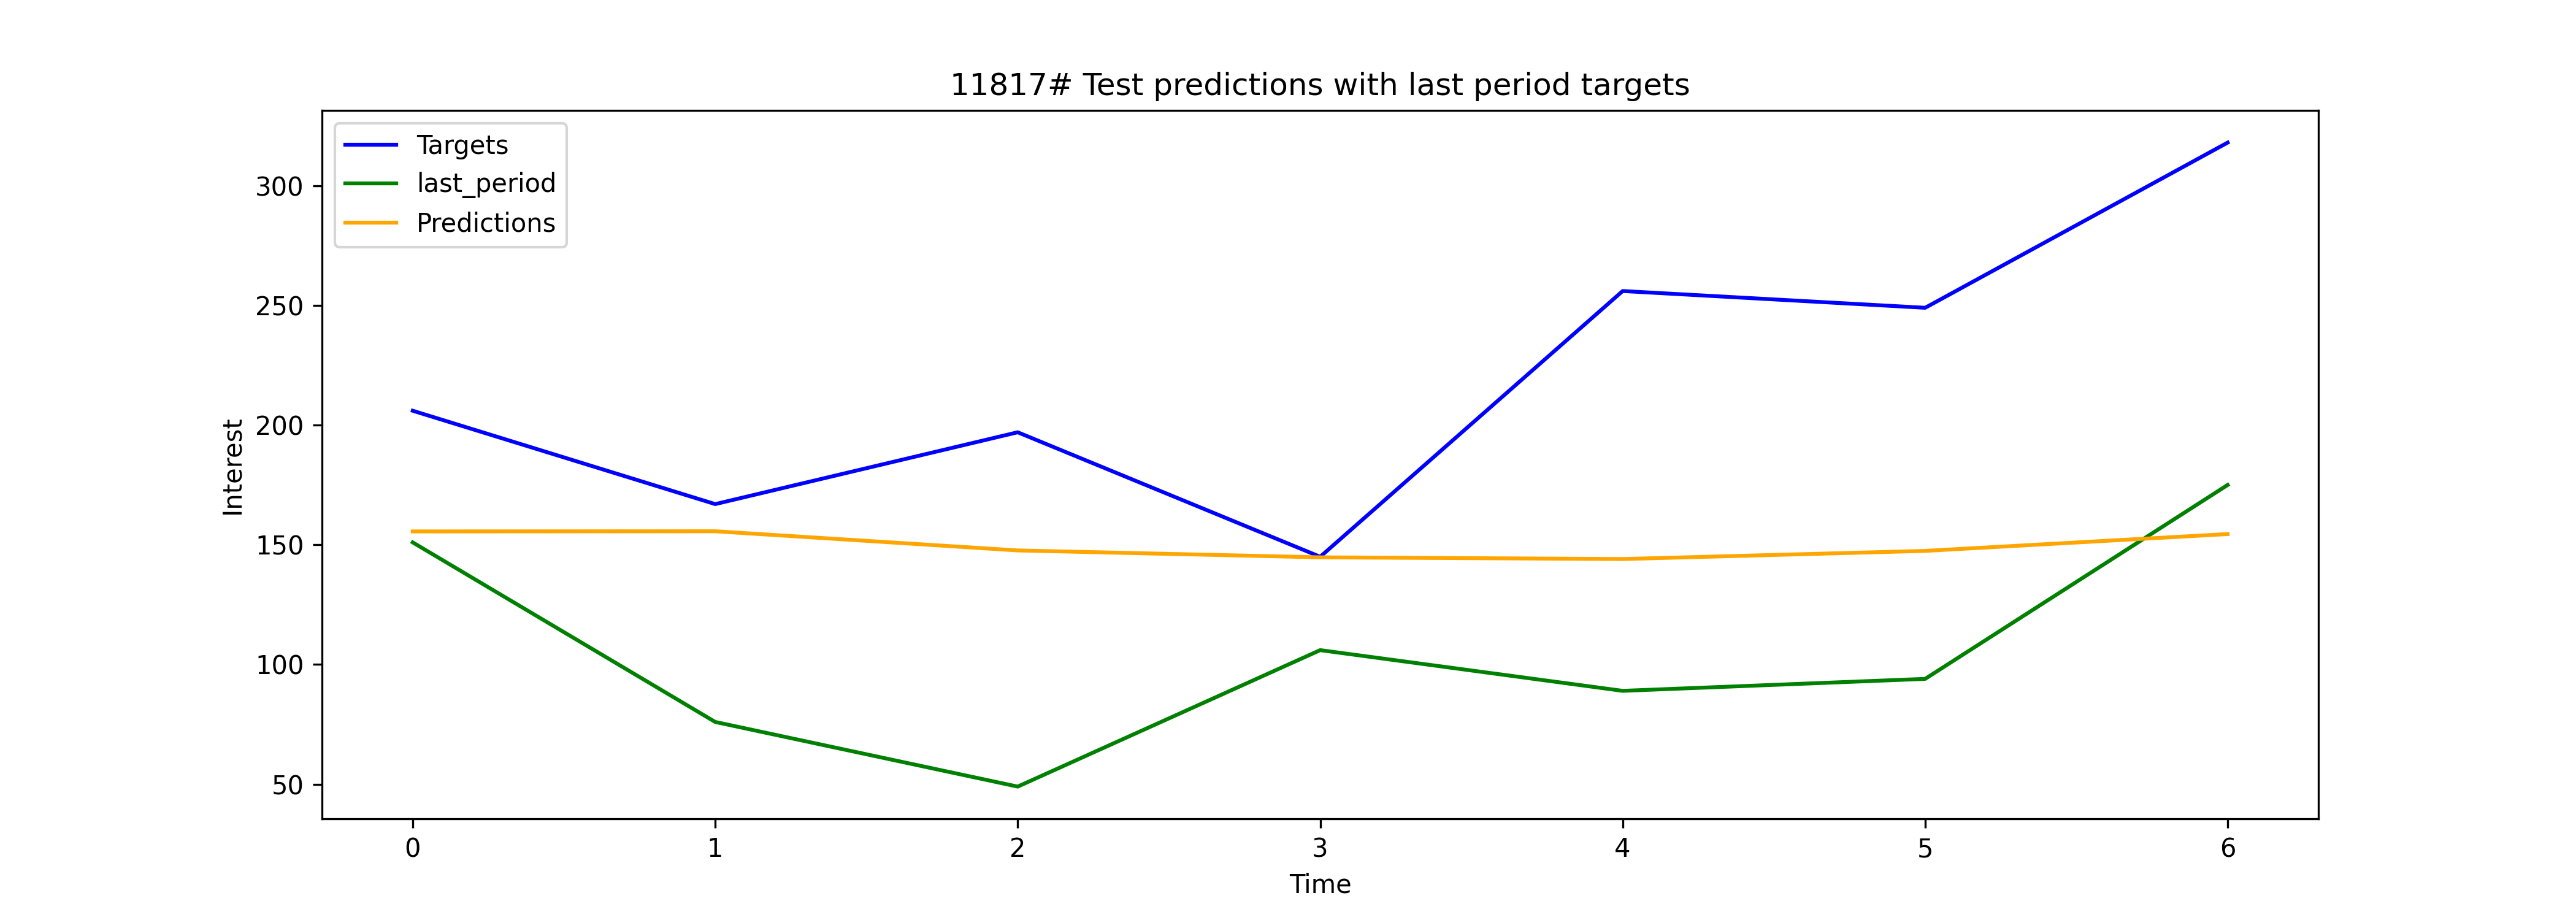 11817# Test predictions with last period targets
Targets
last_period
Predictions
Interest
300
250
200
150
100
50
0 1 2 3 4 5 6
Time